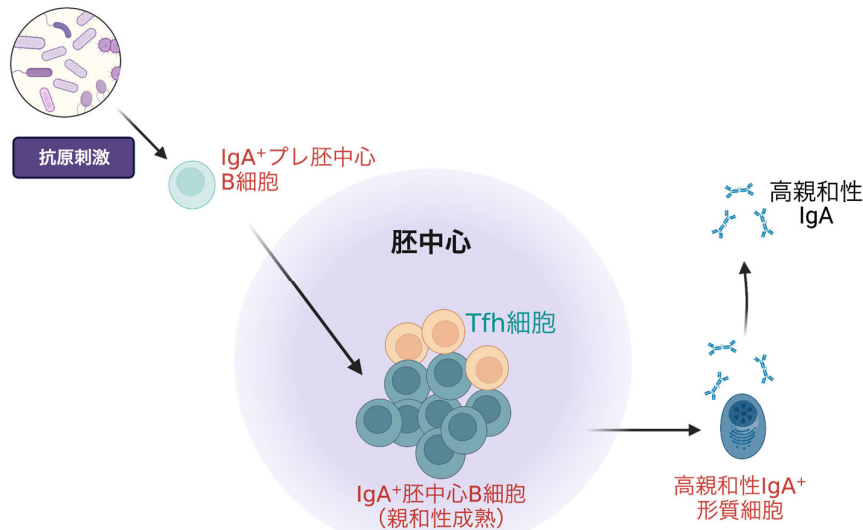 抗原刺激
IgA⁺プレ胚中心
B細胞
胚中心
Tfh細胞
IgA⁺胚中心B細胞
（親和性成熟）
高親和性
IgA
高親和性IgA⁺
形質細胞